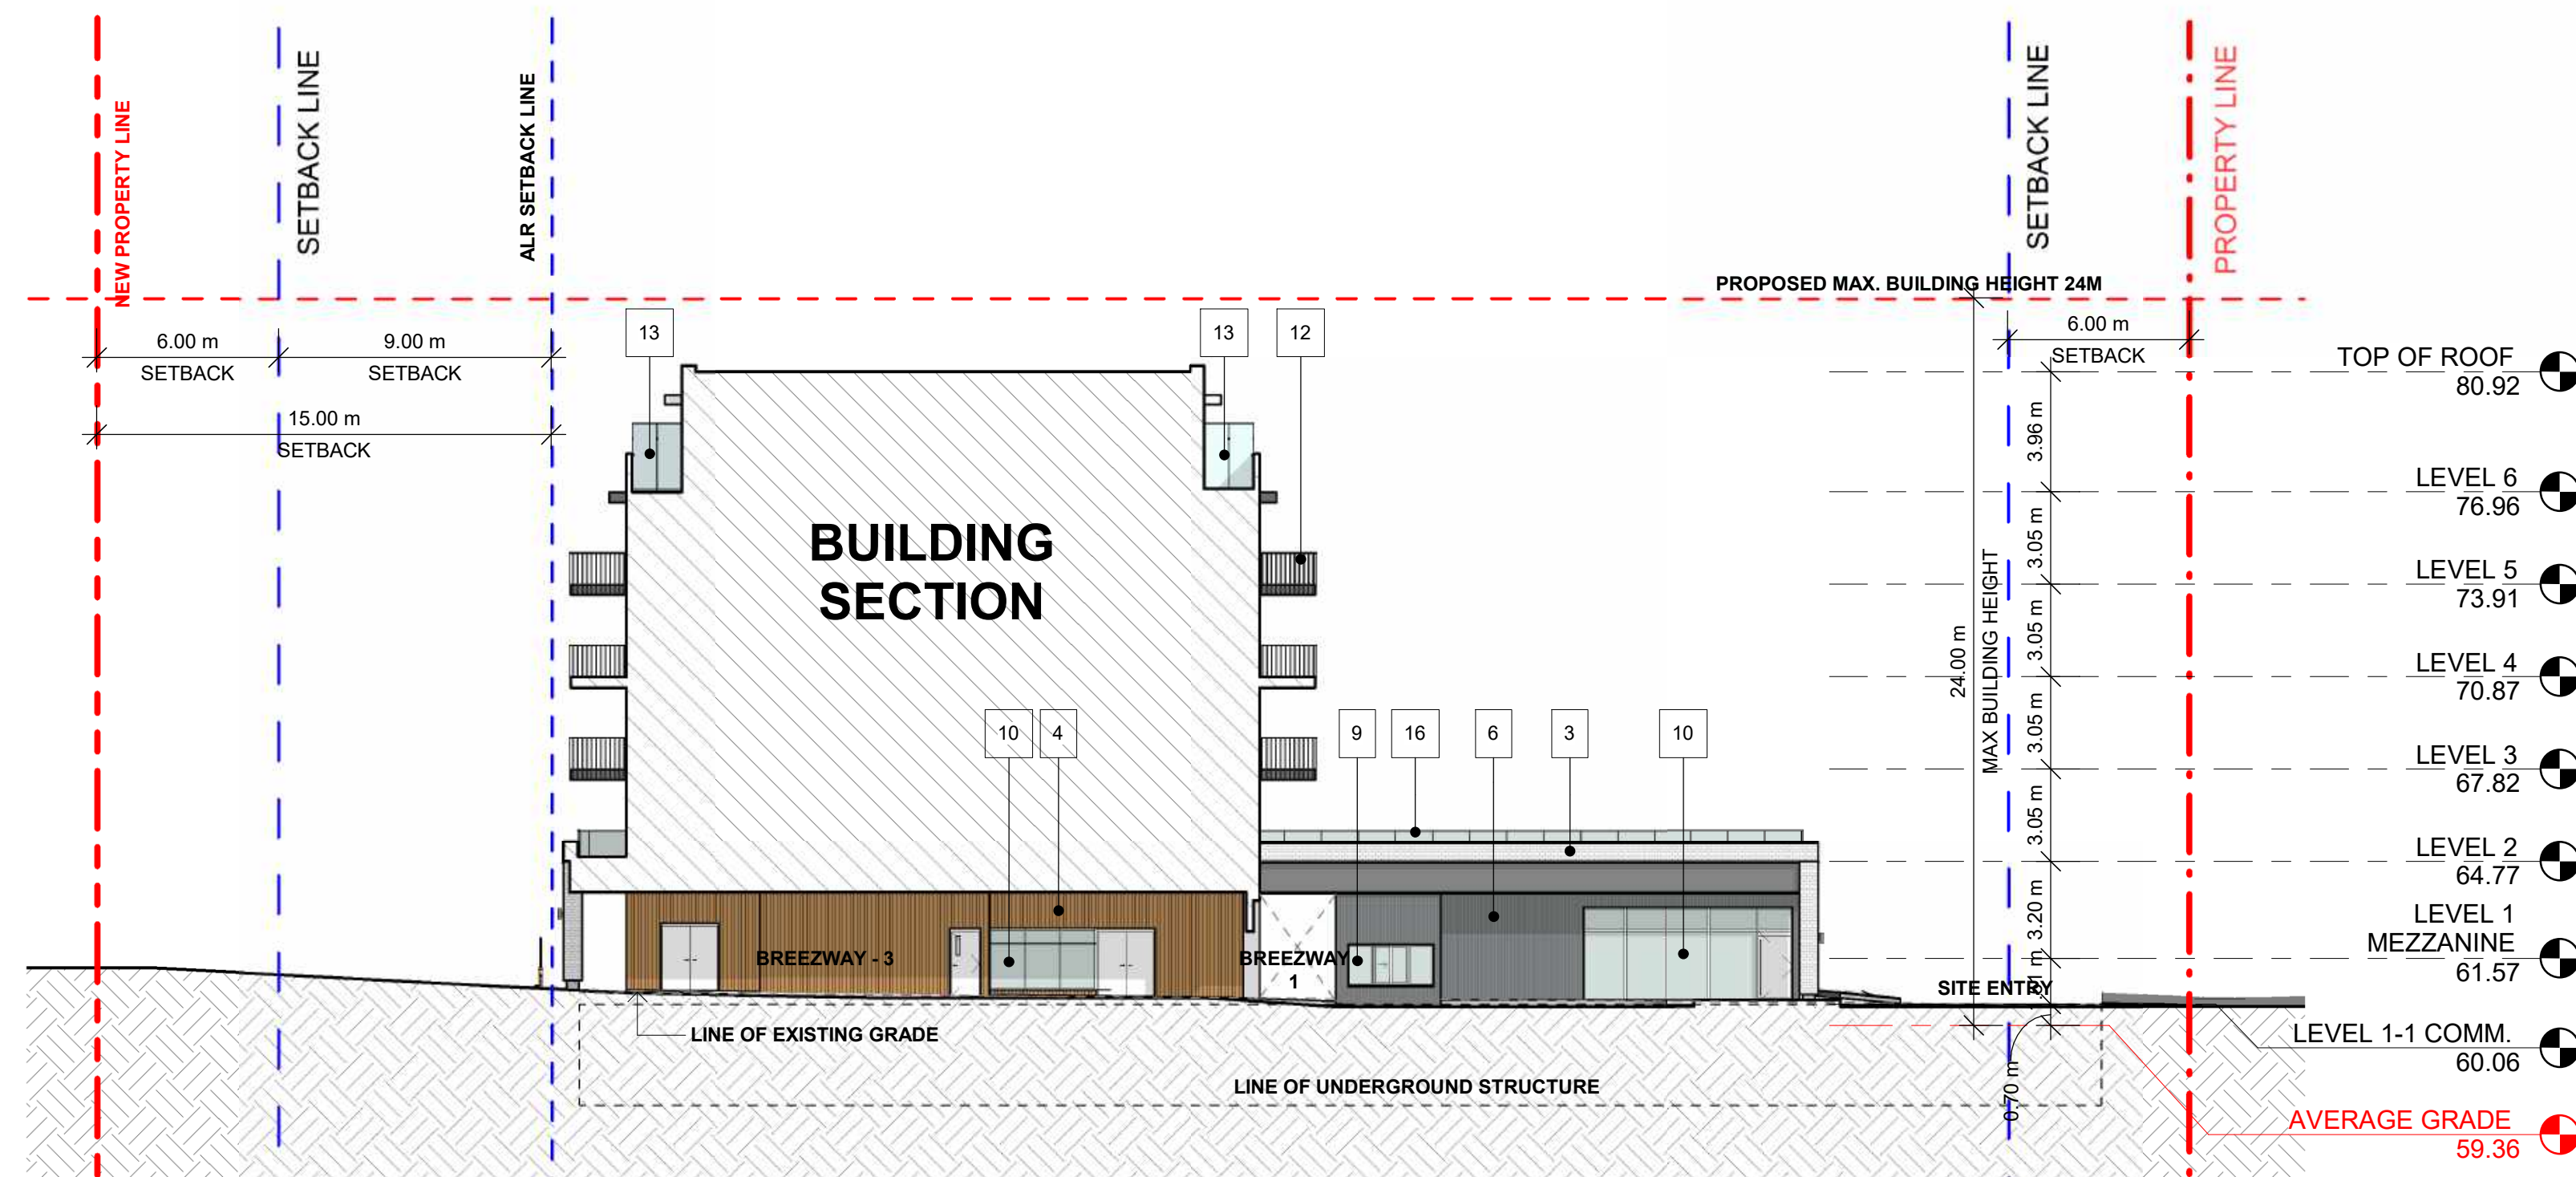 NEW PROPERTY LINE
SETBACK LINE
ALR SETBACK LINE
SETBACK LINE
PROPERTY LINE
PROPOSED MAX. BUILDING HEIGHT 24M
6.00 m
SETBACK
9.00 m
SETBACK
15.00 m
SETBACK
6.00 m
SETBACK
13
13
12
BUILDING
SECTION
10
4
9
16
6
3
10
24.00 m
MAX BUILDING HEIGHT
3.96 m
3.05 m
3.05 m
3.05 m
3.05 m
3.20 m
0.70 m
TOP OF ROOF
80.92
LEVEL 6
76.96
LEVEL 5
73.91
LEVEL 4
70.87
LEVEL 3
67.82
LEVEL 2
64.77
LEVEL 1
MEZZANINE
61.57
LEVEL 1-1 COMM.
60.06
AVERAGE GRADE
59.36
BREEZWAY - 3
BREEZWAY
1
SITE ENTRY
LINE OF EXISTING GRADE
LINE OF UNDERGROUND STRUCTURE